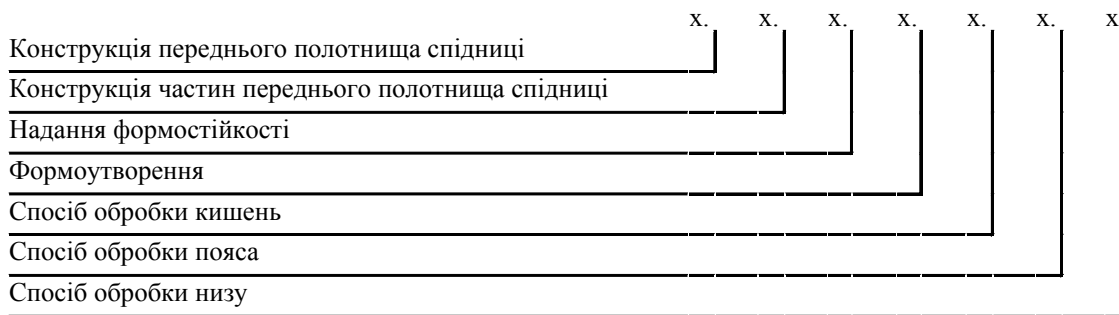 х. х. х. х. х. х. х
Конструкція переднього полотнища спідниці
Конструкція частин переднього полотнища спідниці
Надання формостійкості
Формоутворення
Спосіб обробки кишень
Спосіб обробки пояса
Спосіб обробки низу